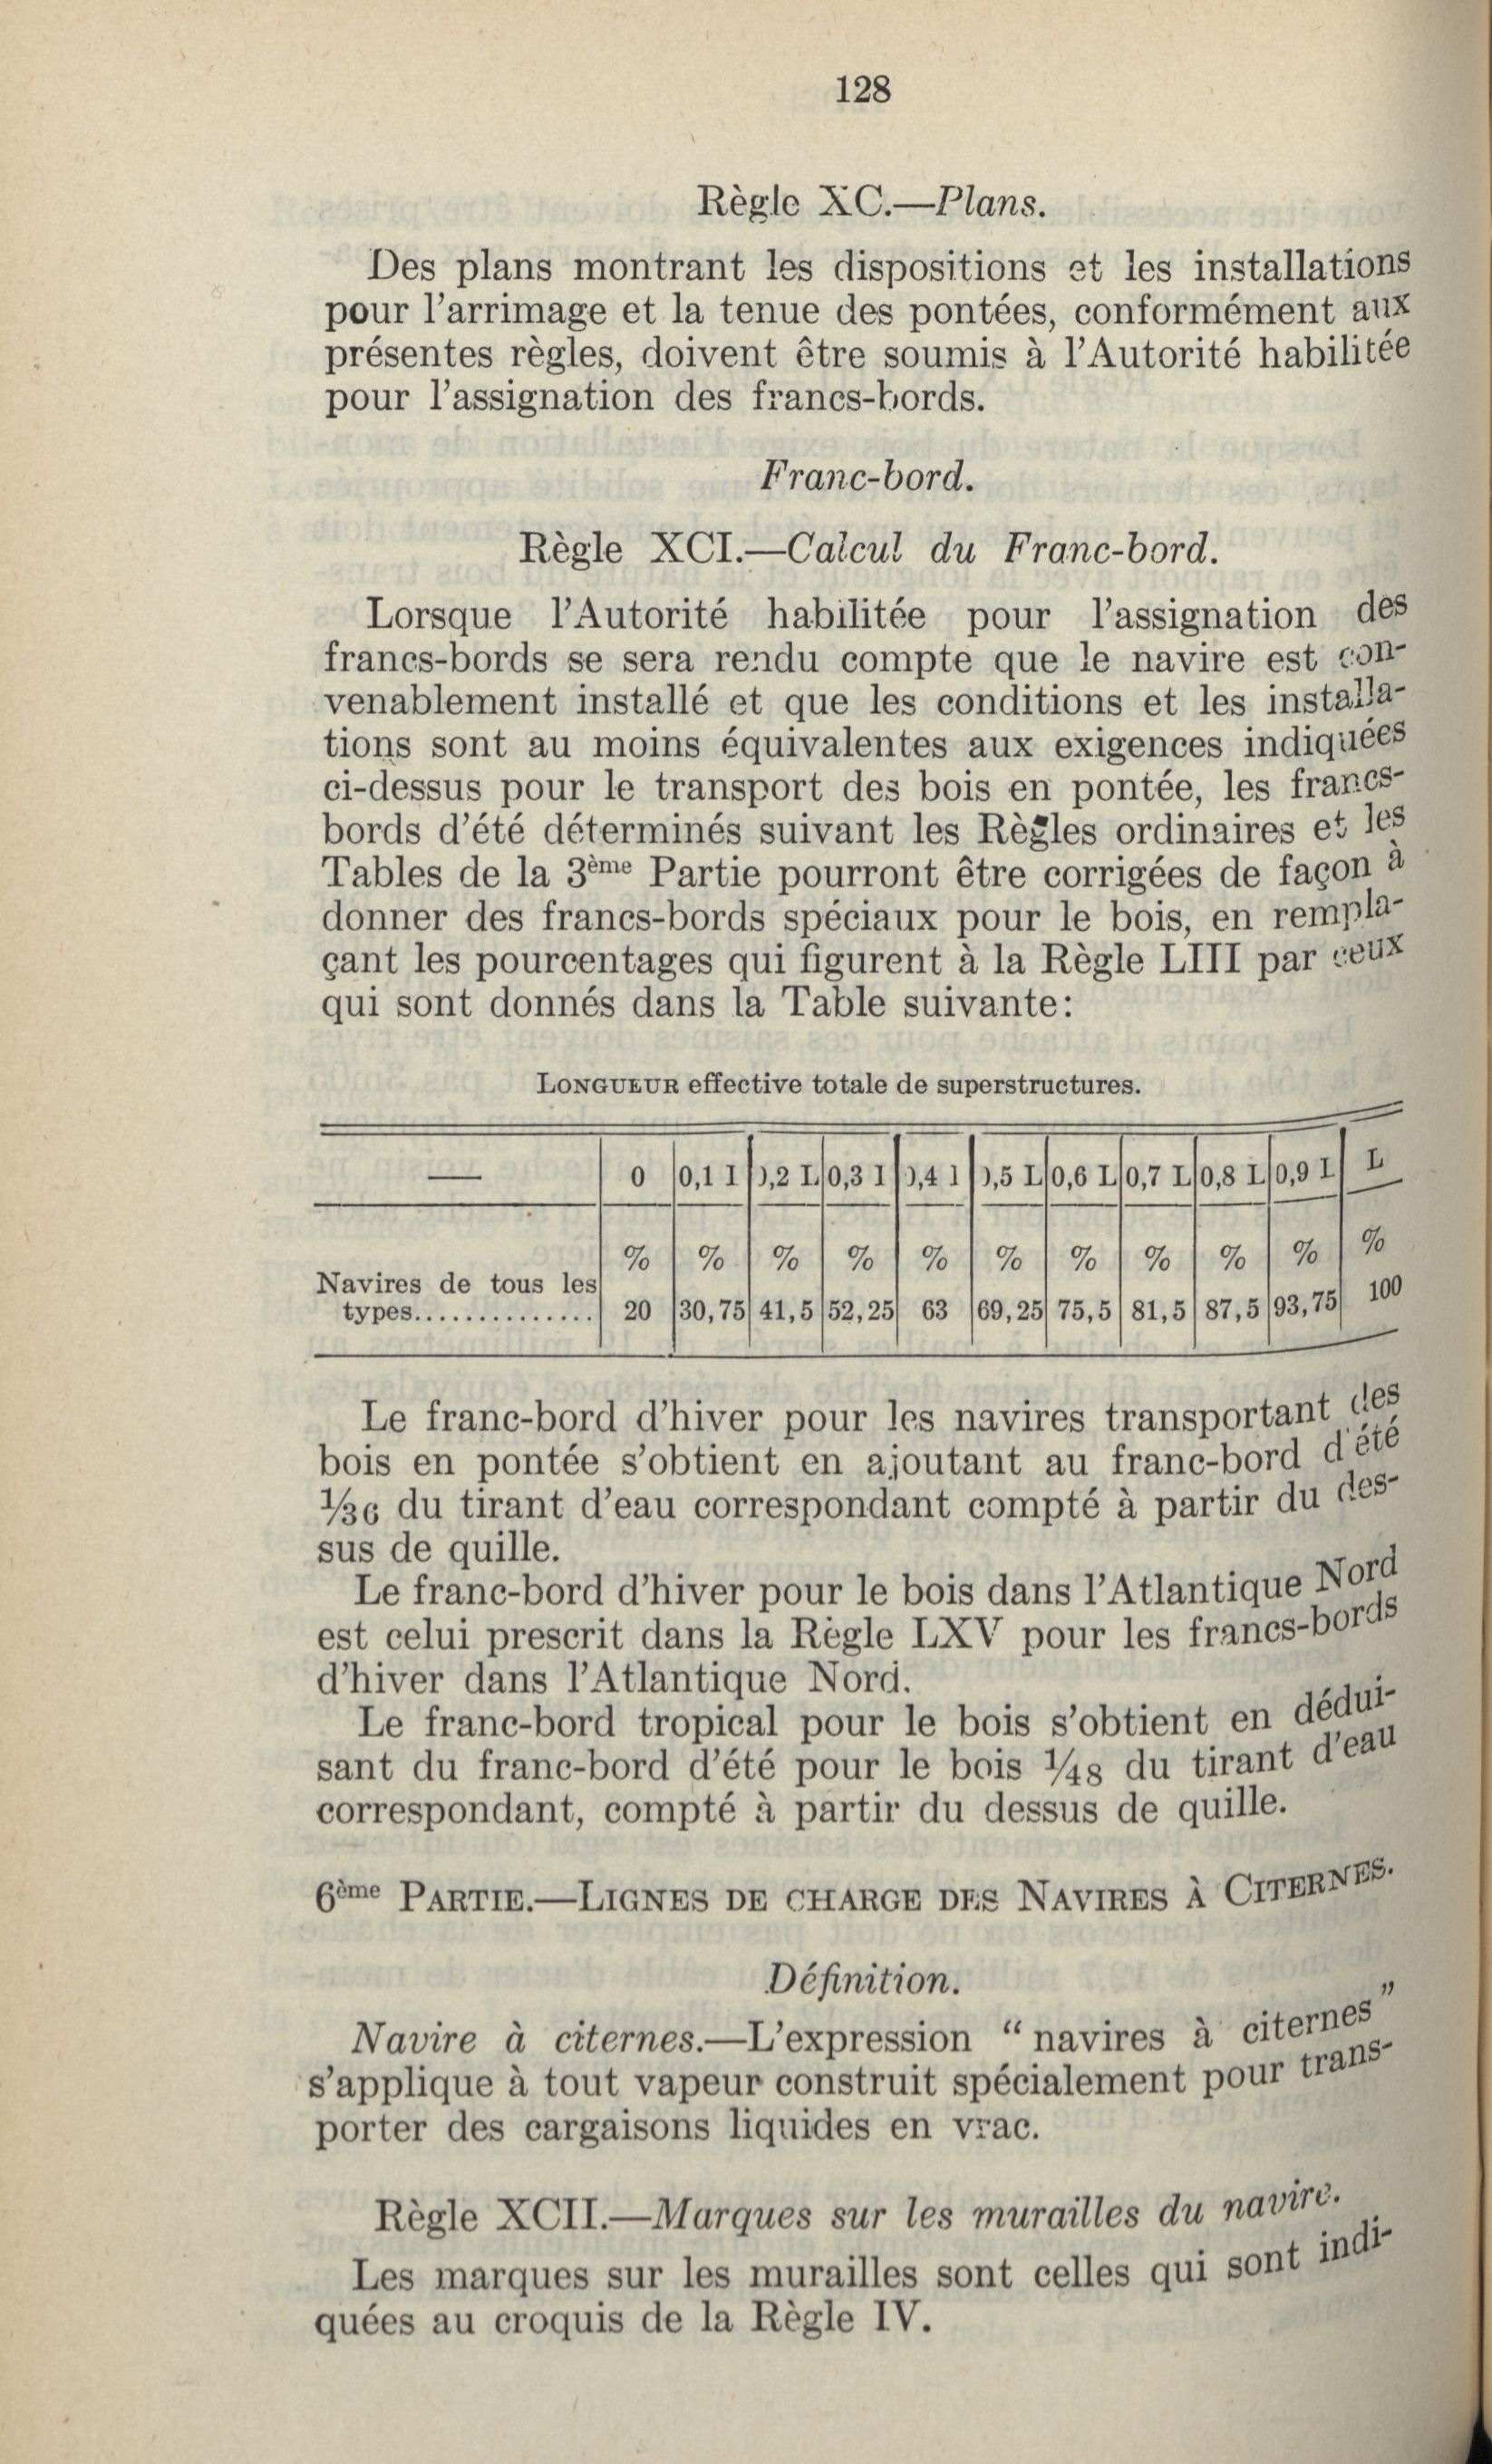 128
Règle XC.—Plans.
Des plans montrant les dispositions et les installations
pour l'arrimage et la tenue des pontées, conformément aux
présentes règles, doivent être soumis à l'Autorité habilitée
pour l'assignation des francs-bords.
Franc-bord.
Règle XCI.—Calcul du Franc-bord.
Lorsque l'Autorité habilitée pour l'assignation des
francs-bords se sera rendu compte que le navire est con-
venablement installé et que les conditions et les installa-
tions sont au moins équivalentes aux exigences indiquées
ci-dessus pour le transport des bois en pontée, les francs-
bords d'été déterminés suivant les Règles ordinaires et les
Tables de la 3ème Partie pourront être corrigées de façon à
donner des francs-bords spéciaux pour le bois, en rempla-
çant les pourcentages qui figurent à la Règle LIII par ceux
qui sont donnés dans la Table suivante:
LONGUEUR effective totale de superstructures.
— 0 0,1 L 0,2 L 0,3 L 0,4 L 0,5 L 0,6 L 0,7 L 0,8 L 0,9 L L
% % % % % % % % % % %
Navires de tous les
types.............. 20 30,75 41,5 52,25 63 69,25 75,5 81,5 87,5 93,75 100
Le franc-bord d'hiver pour les navires transportant des
bois en pontée s'obtient en ajoutant au franc-bord d'été
1/36 du tirant d'eau correspondant compté à partir du des-
sus de quille.
Le franc-bord d'hiver pour le bois dans l'Atlantique Nord
est celui prescrit dans la Règle LXV pour les francs-bords
d'hiver dans l'Atlantique Nord.
Le franc-bord tropical pour le bois s'obtient en dédui-
sant du franc-bord d'été pour le bois 1/48 du tirant d'eau
correspondant, compté à partir du dessus de quille.
6ème PARTIE.—LIGNES DE CHARGE DES NAVIRES À CITERNES.
Définition.
Navire à citernes.—L'expression "navires à citernes"
s'applique à tout vapeur construit spécialement pour trans-
porter des cargaisons liquides en vrac.
Règle XCII.—Marques sur les murailles du navire.
Les marques sur les murailles sont celles qui sont indi-
quées au croquis de la Règle IV.